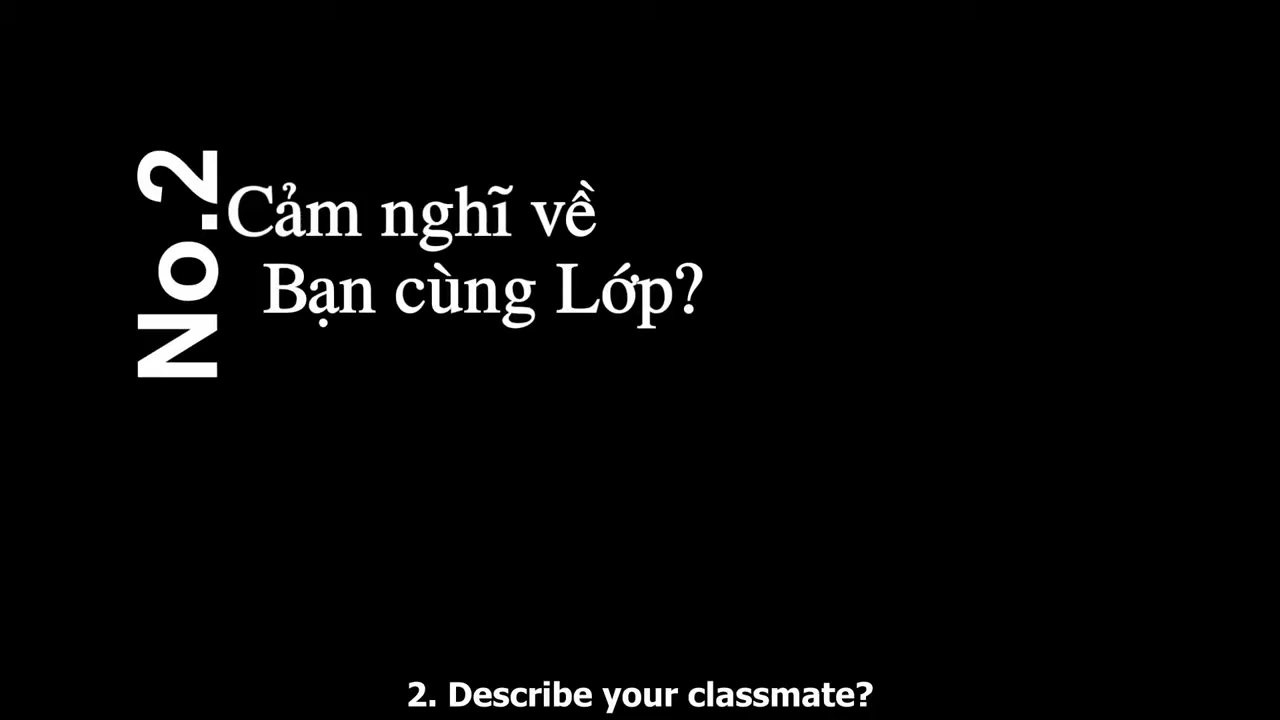 No.2
Cảm nghĩ về
Bạn cùng Lớp?
2. Describe your classmate?